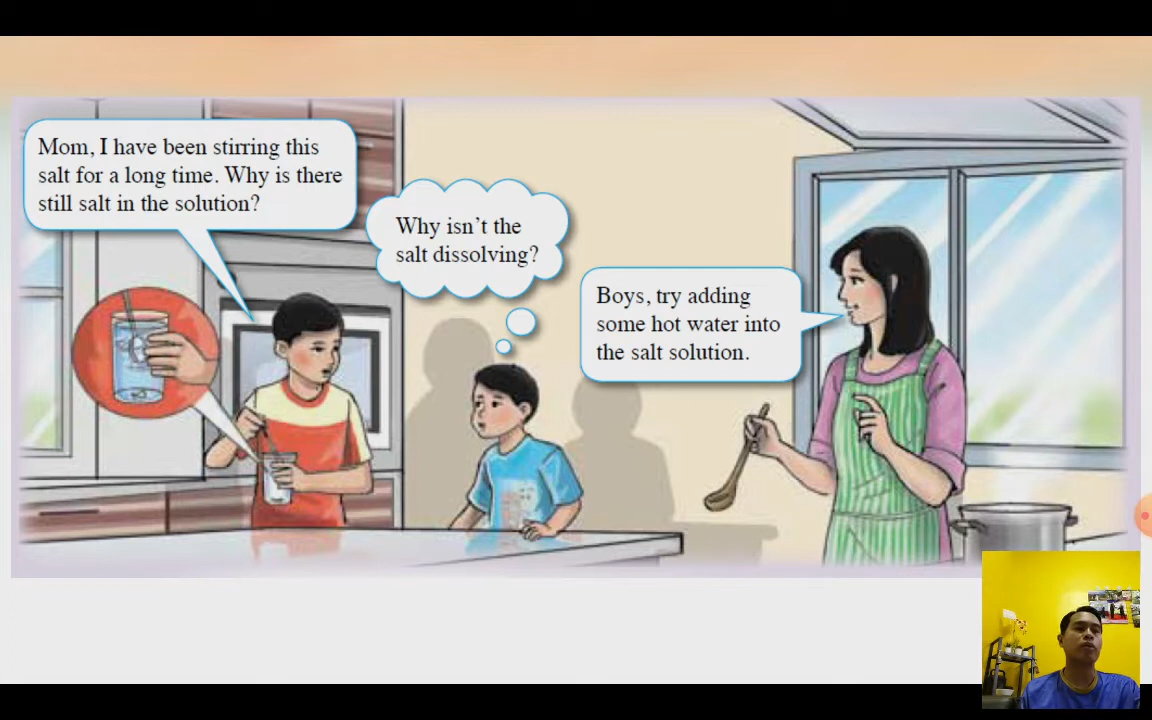 Mom, I have been stirring this
salt for a long time. Why is there
still salt in the solution?
Why isn’t the
salt dissolving?
Boys, try adding
some hot water into
the salt solution.